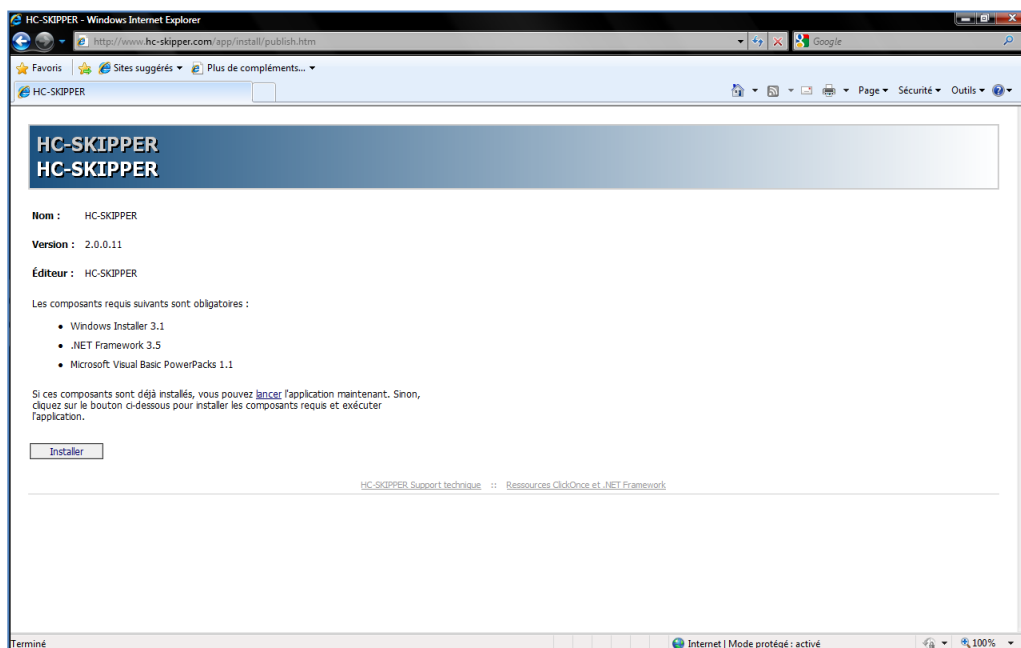 HC-SKIPPER - Windows Internet Explorer
http://www.hc-skipper.com/app/install/publish.htm
Google
Favoris
Sites suggérés
Plus de compléments...
HC-SKIPPER
Page
Sécurité
Outils
HC-SKIPPER
HC-SKIPPER
Nom : HC-SKIPPER
Version : 2.0.0.11
Éditeur : HC-SKIPPER
Les composants requis suivants sont obligatoires :
• Windows Installer 3.1
• .NET Framework 3.5
• Microsoft Visual Basic PowerPacks 1.1
Si ces composants sont déjà installés, vous pouvez lancer l'application maintenant. Sinon,
cliquez sur le bouton ci-dessous pour installer les composants requis et exécuter
l'application.
Installer
HC-SKIPPER Support technique :: Ressources ClickOnce et .NET Framework
Terminé
Internet | Mode protégé : activé
100%